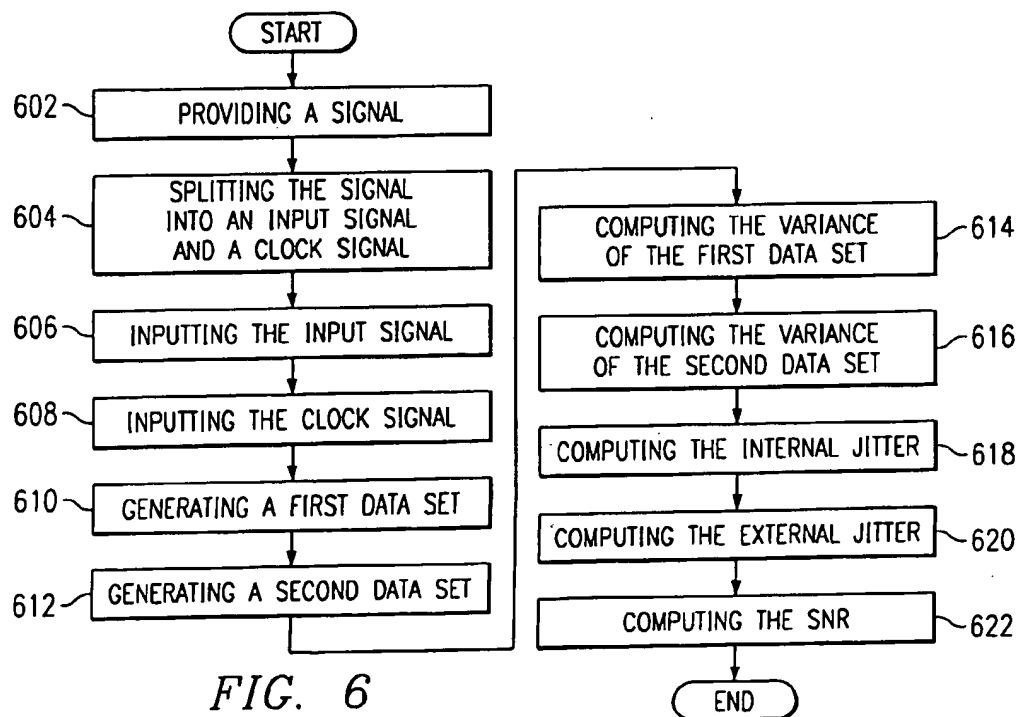 START
602
PROVIDING A SIGNAL
604
SPLITTING THE SIGNAL
INTO AN INPUT SIGNAL
AND A CLOCK SIGNAL
606
INPUTTING THE INPUT SIGNAL
608
INPUTTING THE CLOCK SIGNAL
610
GENERATING A FIRST DATA SET
612
GENERATING A SECOND DATA SET
COMPUTING THE VARIANCE
OF THE FIRST DATA SET
614
COMPUTING THE VARIANCE
OF THE SECOND DATA SET
616
COMPUTING THE INTERNAL JITTER
618
COMPUTING THE EXTERNAL JITTER
620
COMPUTING THE SNR
622
END
FIG. 6